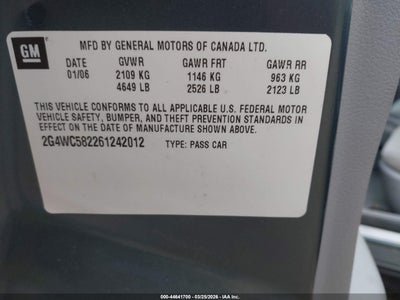 GM
MFD BY GENERAL MOTORS OF CANADA LTD.
DATE GVWR GAWR FRT GAWR RR
01/06 2109 KG 1146 KG 963 KG
4649 LB 2526 LB 2123 LB
THIS VEHICLE CONFORMS TO ALL APPLICABLE U.S. FEDERAL MOTOR
VEHICLE SAFETY, BUMPER, AND THEFT PREVENTION STANDARDS
IN EFFECT ON THE DATE OF MANUFACTURE SHOWN ABOVE.
2G4WC582261242012 TYPE: PASS CAR
000-44641700 - 03/25/2026 - IAA Inc.